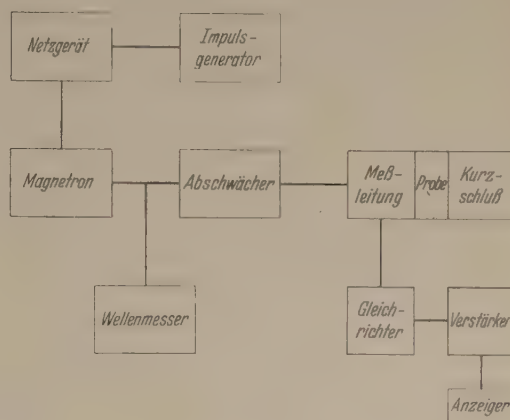 Netzgerät
Impuls-
generator
Magnetron
Abschwächer
Meß-
leitung
Probe
Kurz-
schluß
Wellenmesser
Gleich-
richter
Verstärker
Anzeiger